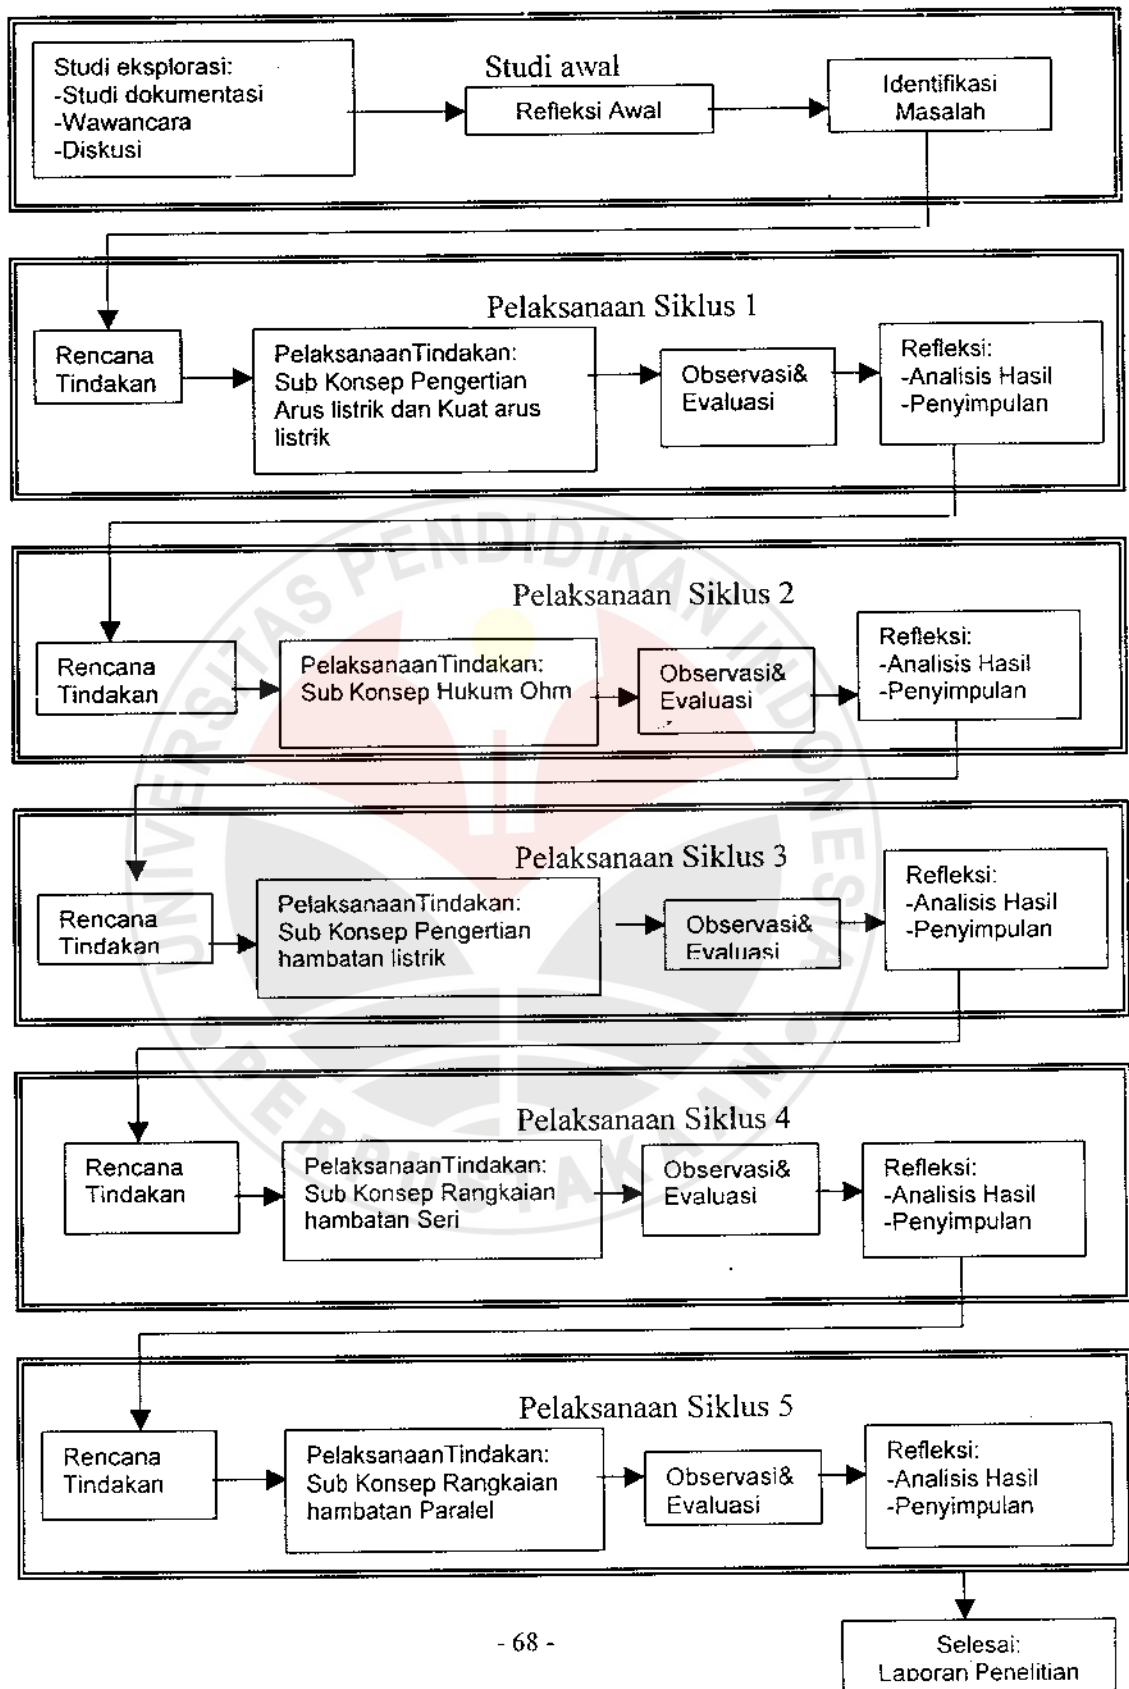 Studi awal
Studi eksplorasi:
-Studi dokumentasi
-Wawancara
-Diskusi
Refleksi Awal
Identifikasi
Masalah
Pelaksanaan Siklus 1
Rencana
Tindakan
PelaksanaanTindakan:
Sub Konsep Pengertian
Arus listrik dan Kuat arus
listrik
Observasi&
Evaluasi
Refleksi:
-Analisis Hasil
-Penyimpulan
Pelaksanaan Siklus 2
Rencana
Tindakan
PelaksanaanTindakan:
Sub Konsep Hukum Ohm
Observasi&
Evaluasi
Refleksi:
-Analisis Hasil
-Penyimpulan
Pelaksanaan Siklus 3
Rencana
Tindakan
PelaksanaanTindakan:
Sub Konsep Pengertian
hambatan listrik
Observasi&
Evaluasi
Refleksi:
-Analisis Hasil
-Penyimpulan
Pelaksanaan Siklus 4
Rencana
Tindakan
PelaksanaanTindakan:
Sub Konsep Rangkaian
hambatan Seri
Observasi&
Evaluasi
Refleksi:
-Analisis Hasil
-Penyimpulan
Pelaksanaan Siklus 5
Rencana
Tindakan
PelaksanaanTindakan:
Sub Konsep Rangkaian
hambatan Paralel
Observasi&
Evaluasi
Refleksi:
-Analisis Hasil
-Penyimpulan
Selesai:
Laporan Penelitian
- 68 -
UNIVERSITAS PENDIDIKAN INDONESIA
PERPUSTAKAAN